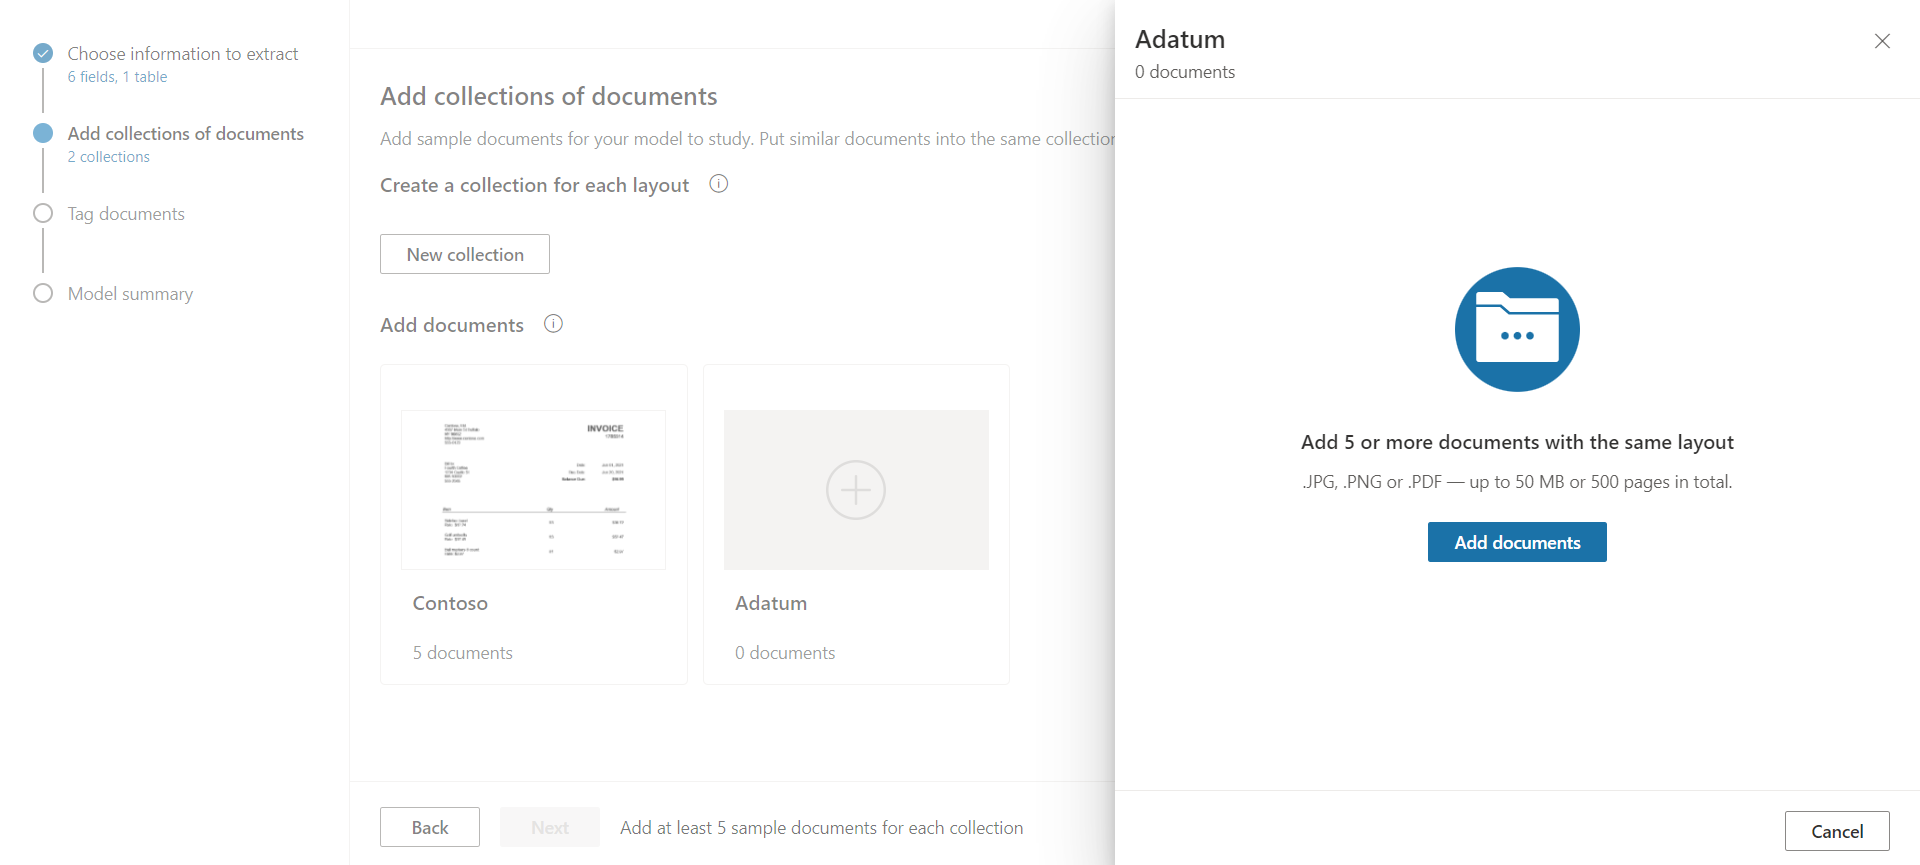 Choose information to extract
6 fields, 1 table
Add collections of documents
2 collections
Tag documents
Model summary
Add collections of documents
Add sample documents for your model to study. Put similar documents into the same collection
Create a collection for each layout
New collection
Add documents
INVOICE
Contoso
5 documents
Adatum
0 documents
Back
Next
Add at least 5 sample documents for each collection
Adatum
0 documents
Add 5 or more documents with the same layout
.JPG, .PNG or .PDF — up to 50 MB or 500 pages in total.
Add documents
Cancel